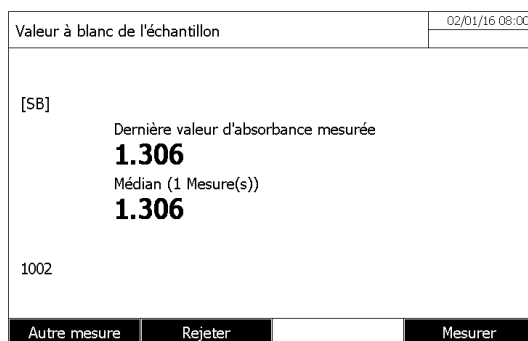 Valeur à blanc de l'échantillon
02/01/16 08:00
[SB]
Dernière valeur d'absorbance mesurée
1.306
Médian (1 Mesure(s))
1.306
1002
Autre mesure
Rejeter
Mesurer